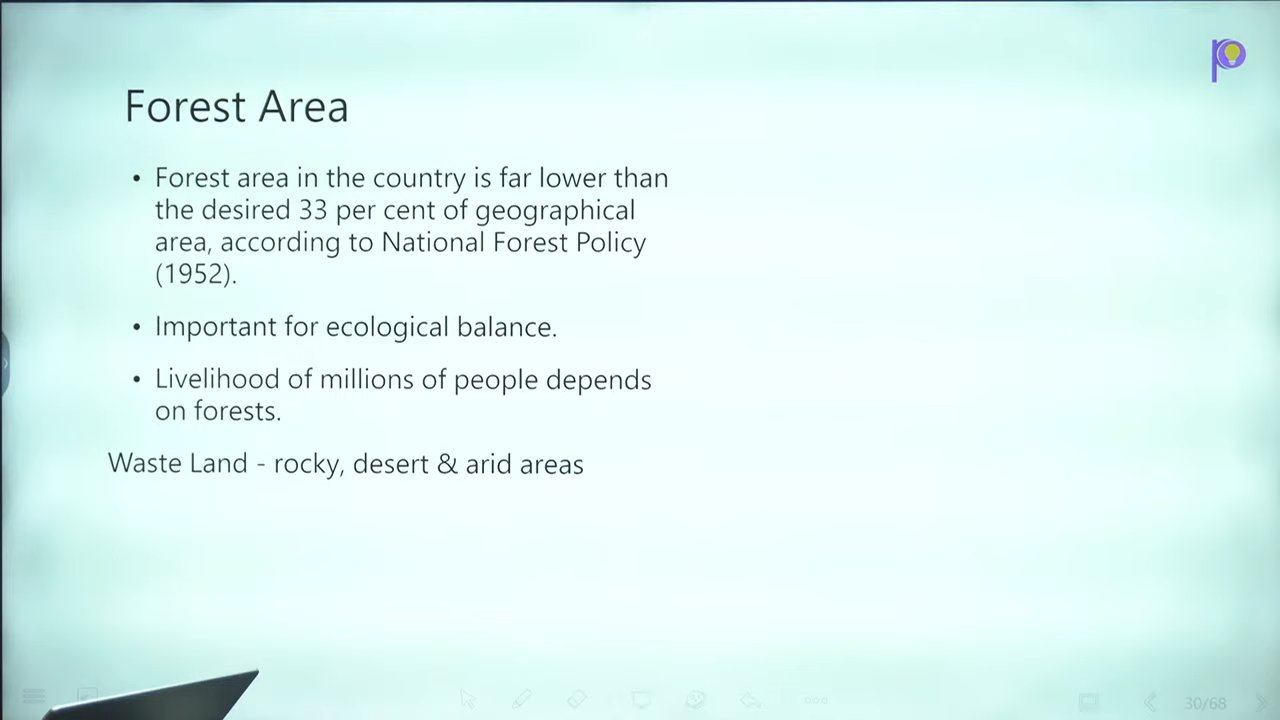 Forest Area
• Forest area in the country is far lower than
the desired 33 per cent of geographical
area, according to National Forest Policy
(1952).
• Important for ecological balance.
• Livelihood of millions of people depends
on forests.
Waste Land - rocky, desert & arid areas
30/68